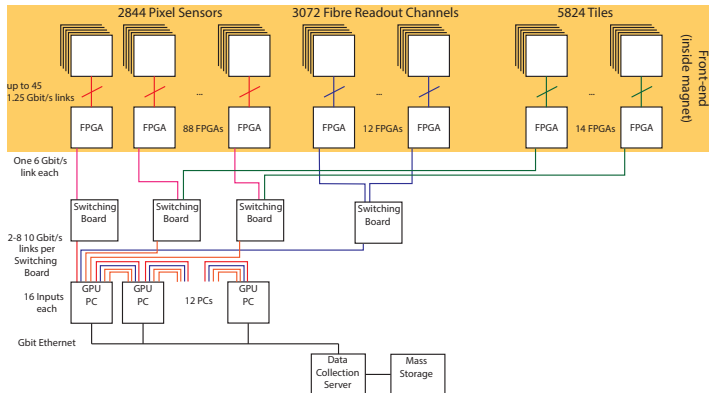 2844 Pixel Sensors
3072 Fibre Readout Channels
5824 Tiles
Front-end
(inside magnet)
...
...
...
up to 45
1.25 Gbit/s links
FPGA
FPGA
88 FPGAs
FPGA
FPGA
12 FPGAs
FPGA
FPGA
14 FPGAs
FPGA
One 6 Gbit/s
link each
Switching
Board
Switching
Board
Switching
Board
Switching
Board
2-8 10 Gbit/s
links per
Switching
Board
16 Inputs
each
GPU
PC
GPU
PC
12 PCs
GPU
PC
Gbit Ethernet
Data
Collection
Server
Mass
Storage